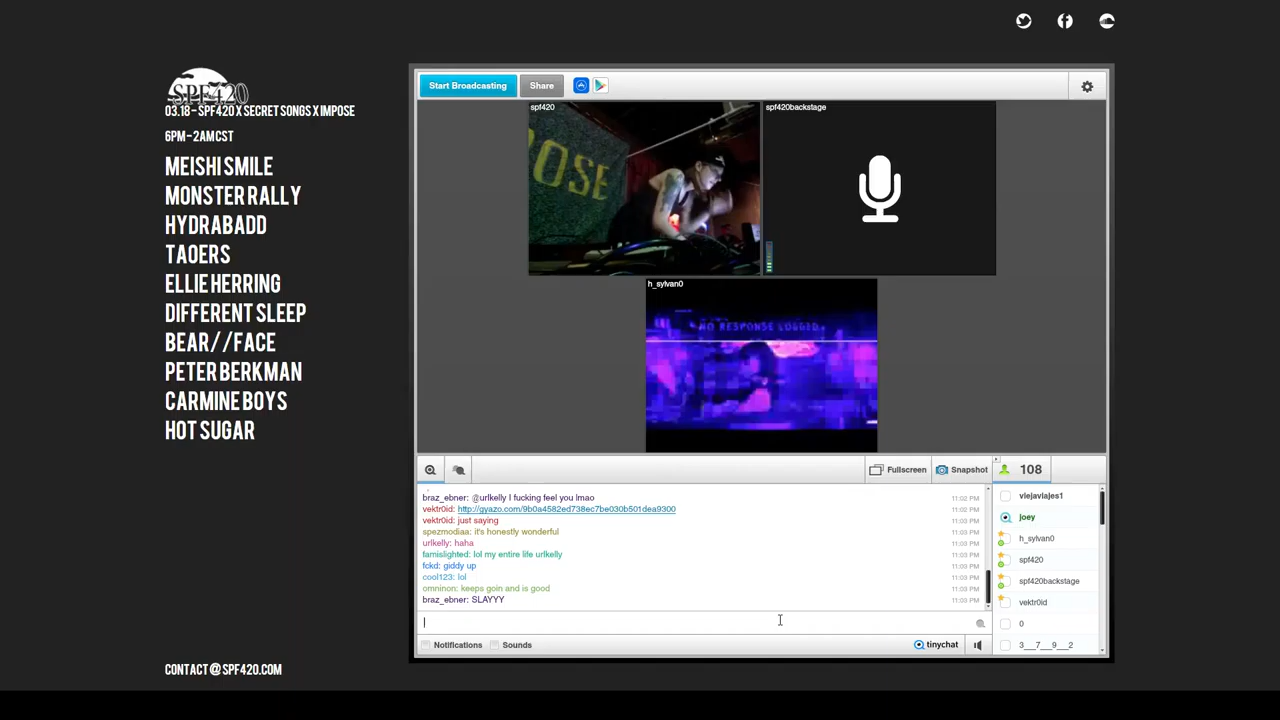 SPF420
03.18 - SPF420 X SECRET SONGS X IMPOSE
6PM - 2AM CST
MEISHI SMILE
MONSTER RALLY
HYDRABADD
TAOERS
ELLIE HERRING
DIFFERENT SLEEP
BEAR//FACE
PETER BERKMAN
CARMINE BOYS
HOT SUGAR
CONTACT@SPF420.COM
Start Broadcasting
Share
spf420
OSE
spf420backstage
h_sylvan0
NO RESPONSE LOGGED
Fullscreen
Snapshot
108
braz_ebner: @urlkelly I fucking feel you lmao 11:02 PM
vektr0id: http://gyazo.com/9b0a4582ed738ec7be030b501dea9300 11:02 PM
vektr0id: just saying 11:03 PM
spezmodiaa: it's honestly wonderful 11:03 PM
urlkelly: haha 11:03 PM
famislighted: lol my entire life urlkelly 11:03 PM
fckd: giddy up 11:03 PM
cool123: lol 11:03 PM
omninon: keeps goin and is good 11:03 PM
braz_ebner: SLAYYY 11:03 PM
Notifications
Sounds
tinychat
viejaviajes1
joey
h_sylvan0
spf420
spf420backstage
vektr0id
0
3__7__9__2